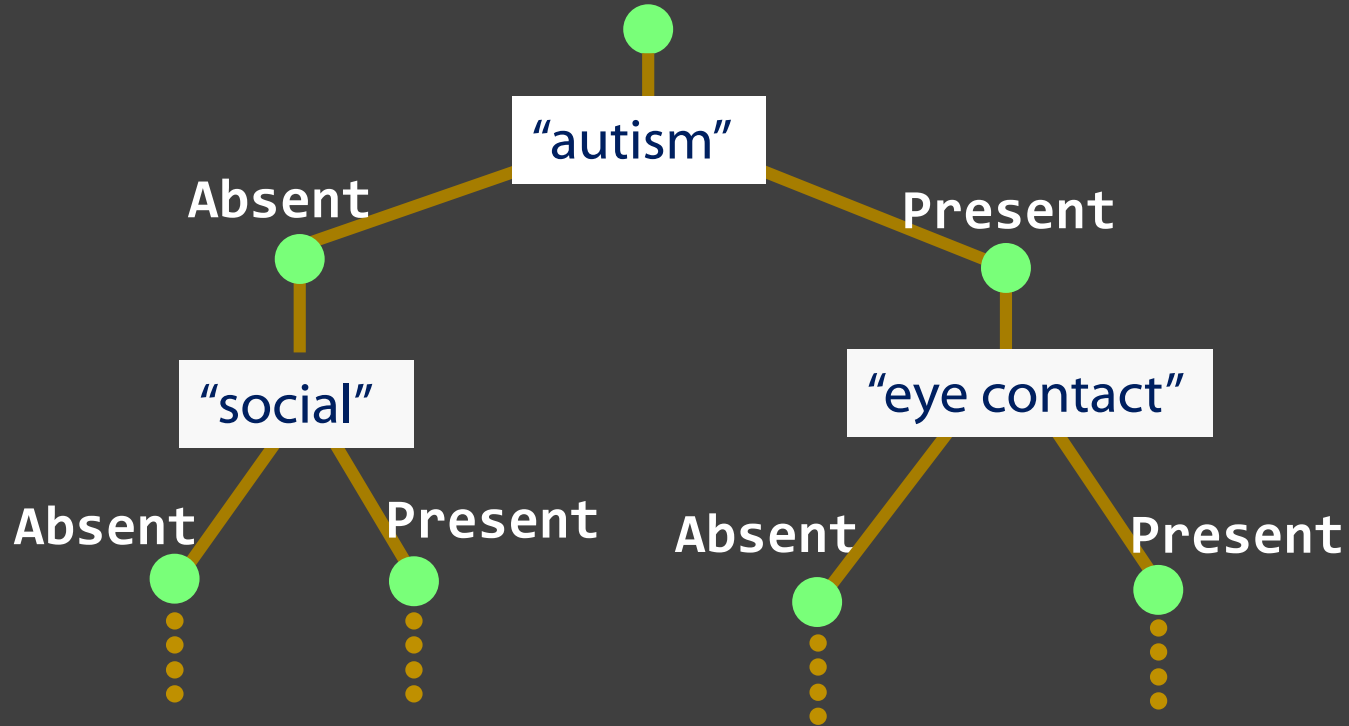 “autism”
Absent
Present
“social”
“eye contact”
Absent
Present
Absent
Present